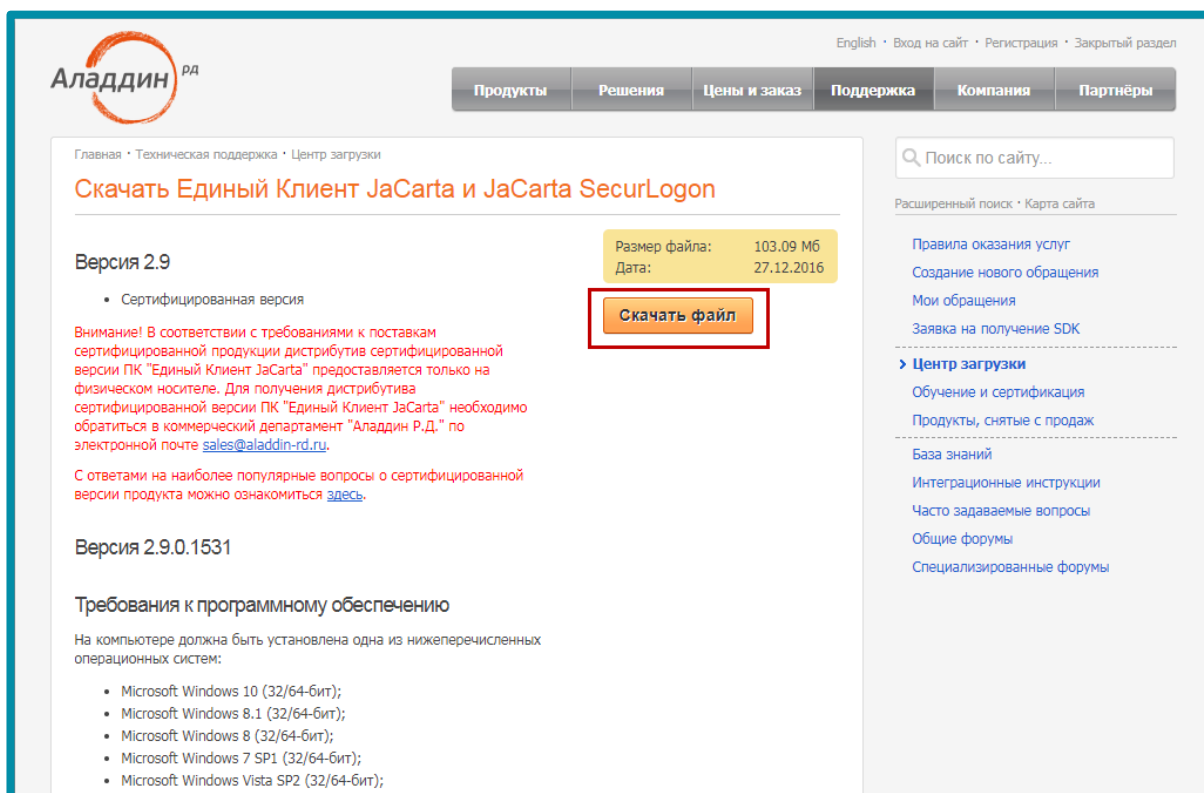 English · Вход на сайт · Регистрация · Закрытый раздел
Аладдин РД
Продукты Решения Цены и заказ Поддержка Компания Партнёры
Главная · Техническая поддержка · Центр загрузки
Скачать Единый Клиент JaCarta и JaCarta SecurLogon
Версия 2.9
• Сертифицированная версия
Внимание! В соответствии с требованиями к поставкам
сертифицированной продукции дистрибутив сертифицированной
версии ПК "Единый Клиент JaCarta" предоставляется только на
физическом носителе. Для получения дистрибутива
сертифицированной версии ПК "Единый Клиент JaCarta" необходимо
обратиться в коммерческий департамент "Аладдин Р.Д." по
электронной почте sales@aladdin-rd.ru.
С ответами на наиболее популярные вопросы о сертифицированной
версии продукта можно ознакомиться здесь.
Версия 2.9.0.1531
Требования к программному обеспечению
На компьютере должна быть установлена одна из нижеперечисленных
операционных систем:
• Microsoft Windows 10 (32/64-бит);
• Microsoft Windows 8.1 (32/64-бит);
• Microsoft Windows 8 (32/64-бит);
• Microsoft Windows 7 SP1 (32/64-бит);
• Microsoft Windows Vista SP2 (32/64-бит);
Размер файла: 103.09 Мб
Дата: 27.12.2016
Скачать файл
Поиск по сайту...
Расширенный поиск · Карта сайта
Правила оказания услуг
Создание нового обращения
Мои обращения
Заявка на получение SDK
› Центр загрузки
Обучение и сертификация
Продукты, снятые с продаж
База знаний
Интеграционные инструкции
Часто задаваемые вопросы
Общие форумы
Специализированные форумы